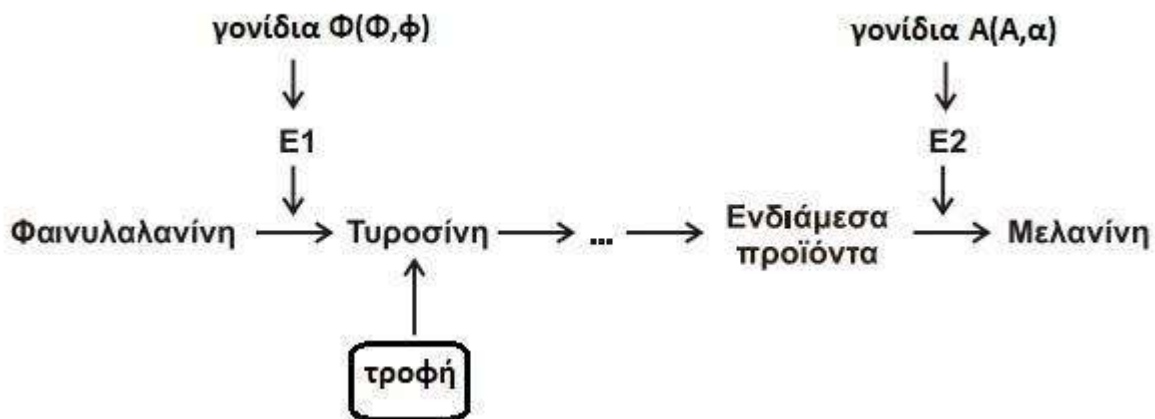 γονίδια Φ(Φ,φ)
γονίδια Α(Α,α)
Ε1
Ε2
Φαινυλαλανίνη
Τυροσίνη
...
Ενδιάμεσα
προϊόντα
Μελανίνη
τροφή